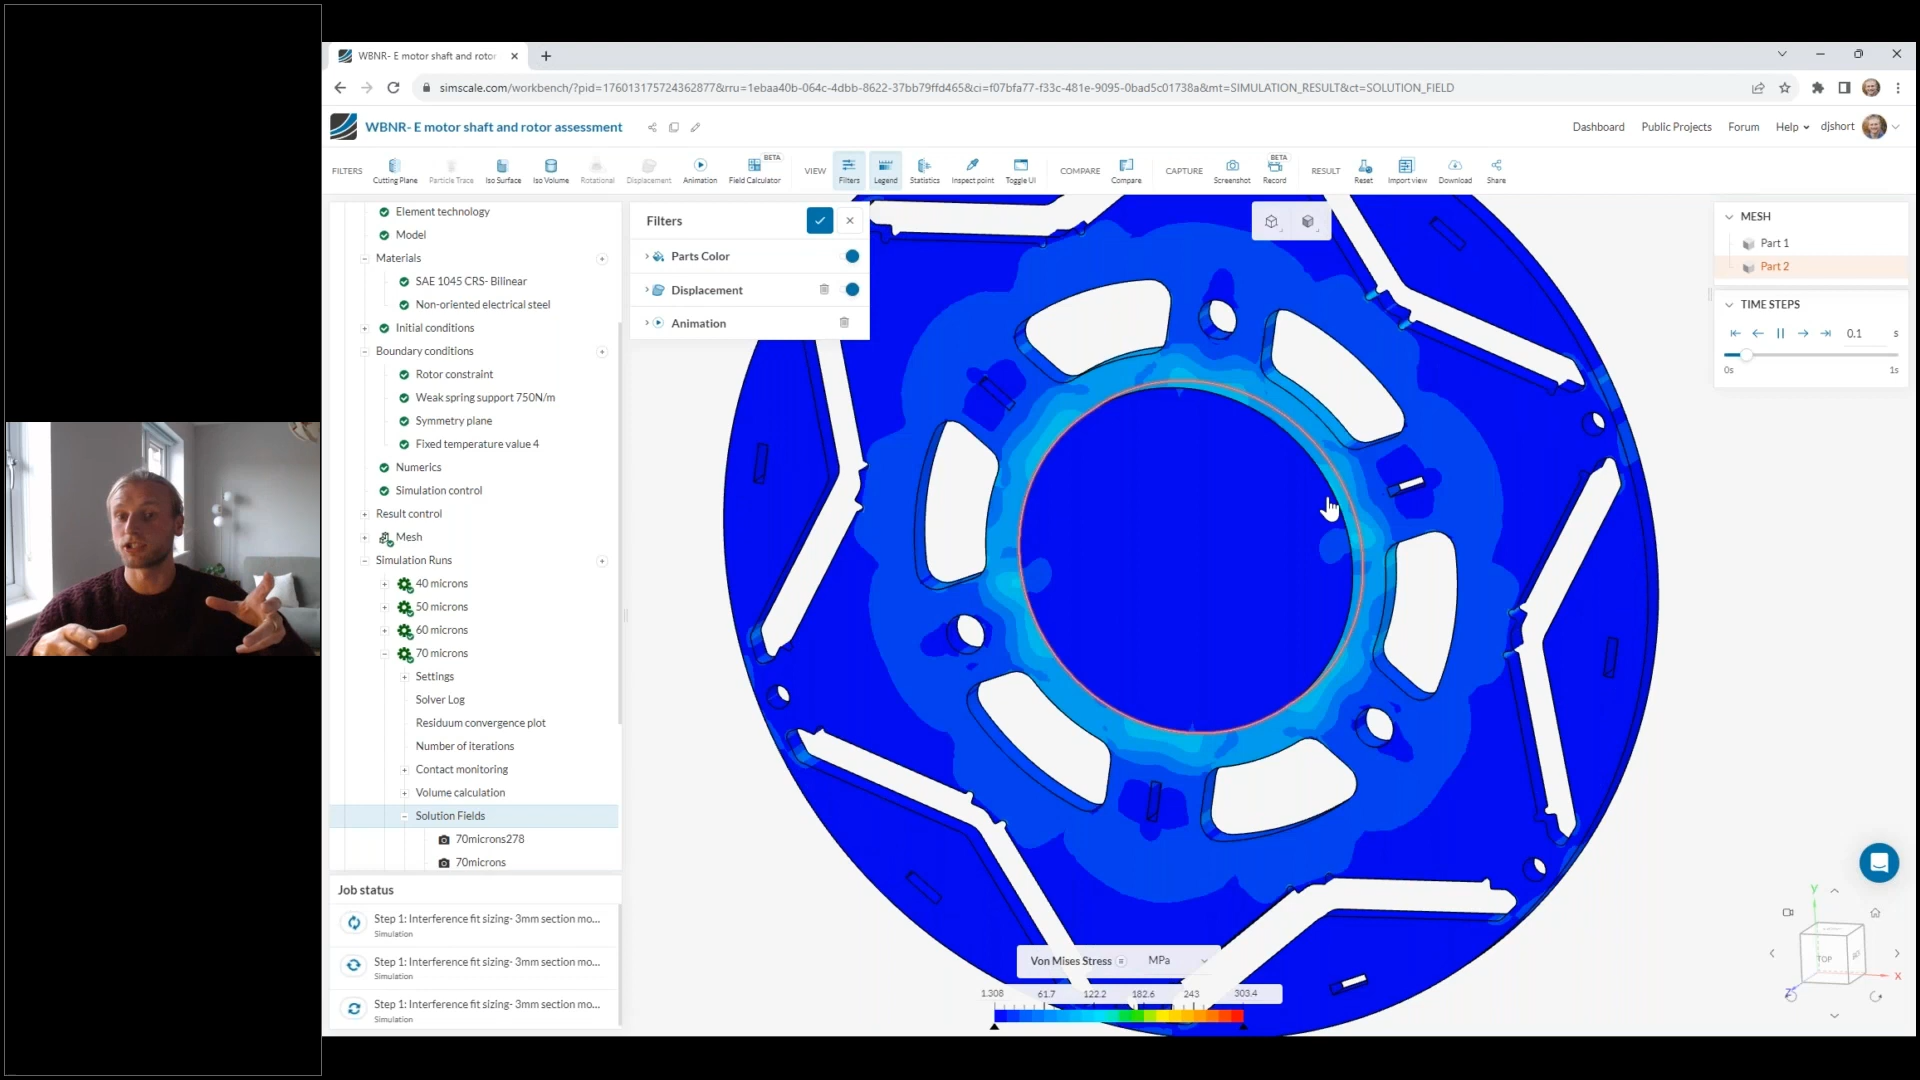 WBNR- E motor shaft and rotor
simscale.com/workbench/?pid=176013175724362877&rru=1ebaa40b-064c-4dbb-8622-37bb79ffd465&ci=f07bfa77-f33c-481e-9095-0bad5c01738a&mt=SIMULATION_RESULT&ct=SOLUTION_FIELD
WBNR- E motor shaft and rotor assessment
Dashboard
Public Projects
Forum
Help
djshort
FILTERS
Cutting Plane
Particle Trace
Iso Surface
Iso Volume
Rotational
Displacement
Animation
BETA
Field Calculator
VIEW
Filters
Legend
Statistics
Inspect point
Toggle UI
COMPARE
Compare
CAPTURE
Screenshot
BETA
Record
RESULT
Reset
Import view
Download
Share
Element technology
Model
Materials
SAE 1045 CRS- Bilinear
Non-oriented electrical steel
Initial conditions
Boundary conditions
Rotor constraint
Weak spring support 750N/m
Symmetry plane
Fixed temperature value 4
Numerics
Simulation control
Result control
Mesh
Simulation Runs
40 microns
50 microns
60 microns
70 microns
Settings
Solver Log
Residuum convergence plot
Number of iterations
Contact monitoring
Volume calculation
Solution Fields
70microns278
70microns
Job status
Step 1: Interference fit sizing- 3mm section mo...
Simulation
Step 1: Interference fit sizing- 3mm section mo...
Simulation
Step 1: Interference fit sizing- 3mm section mo...
Simulation
Filters
Parts Color
Displacement
Animation
MESH
Part 1
Part 2
TIME STEPS
0.1 s
0s 1s
Von Mises Stress MPa
1.308 61.7 122.2 182.6 243 303.4
Y
TOP
X
Z